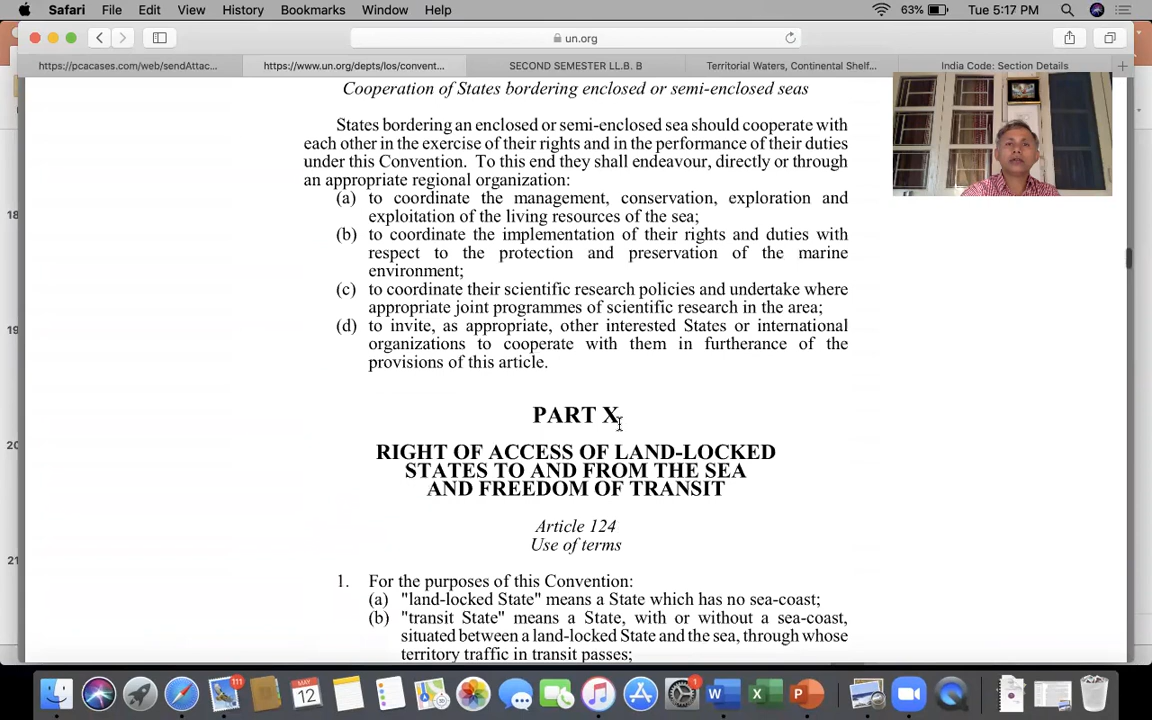 Safari File Edit View History Bookmarks Window Help 63% Tue 5:17 PM
un.org
https://pcacases.com/web/sendAttac... https://www.un.org/depts/los/convent... SECOND SEMESTER LL.B. B Territorial Waters, Continental Shelf... India Code: Section Details
Cooperation of States bordering enclosed or semi-enclosed seas
States bordering an enclosed or semi-enclosed sea should cooperate with
each other in the exercise of their rights and in the performance of their duties
under this Convention. To this end they shall endeavour, directly or through
an appropriate regional organization:
(a) to coordinate the management, conservation, exploration and
exploitation of the living resources of the sea;
(b) to coordinate the implementation of their rights and duties with
respect to the protection and preservation of the marine
environment;
(c) to coordinate their scientific research policies and undertake where
appropriate joint programmes of scientific research in the area;
(d) to invite, as appropriate, other interested States or international
organizations to cooperate with them in furtherance of the
provisions of this article.
PART X
RIGHT OF ACCESS OF LAND-LOCKED
STATES TO AND FROM THE SEA
AND FREEDOM OF TRANSIT
Article 124
Use of terms
1. For the purposes of this Convention:
(a) "land-locked State" means a State which has no sea-coast;
(b) "transit State" means a State, with or without a sea-coast,
situated between a land-locked State and the sea, through whose
territory traffic in transit passes;
18
19
20
21
111
MAY
12
1